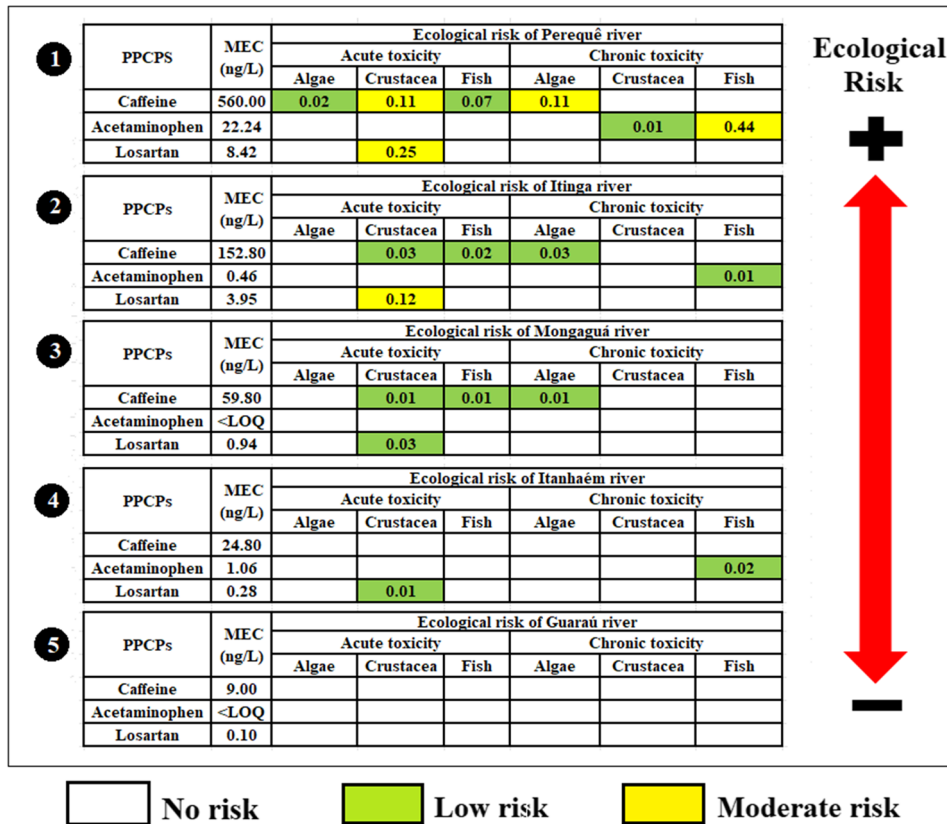 Ecological Risk
+
−
1
PPCPS MEC (ng/L) Ecological risk of Perequê river
Acute toxicity Chronic toxicity
Algae Crustacea Fish Algae Crustacea Fish
Caffeine 560.00 0.02 0.11 0.07 0.11
Acetaminophen 22.24 0.01 0.44
Losartan 8.42 0.25
2
PPCPs MEC (ng/L) Ecological risk of Itinga river
Acute toxicity Chronic toxicity
Algae Crustacea Fish Algae Crustacea Fish
Caffeine 152.80 0.03 0.02 0.03
Acetaminophen 0.46 0.01
Losartan 3.95 0.12
3
PPCPs MEC (ng/L) Ecological risk of Mongaguá river
Acute toxicity Chronic toxicity
Algae Crustacea Fish Algae Crustacea Fish
Caffeine 59.80 0.01 0.01 0.01
Acetaminophen <LOQ
Losartan 0.94 0.03
4
PPCPs MEC (ng/L) Ecological risk of Itanhaém river
Acute toxicity Chronic toxicity
Algae Crustacea Fish Algae Crustacea Fish
Caffeine 24.80
Acetaminophen 1.06 0.02
Losartan 0.28 0.01
5
PPCPs MEC (ng/L) Ecological risk of Guaraú river
Acute toxicity Chronic toxicity
Algae Crustacea Fish Algae Crustacea Fish
Caffeine 9.00
Acetaminophen <LOQ
Losartan 0.10
No risk Low risk Moderate risk